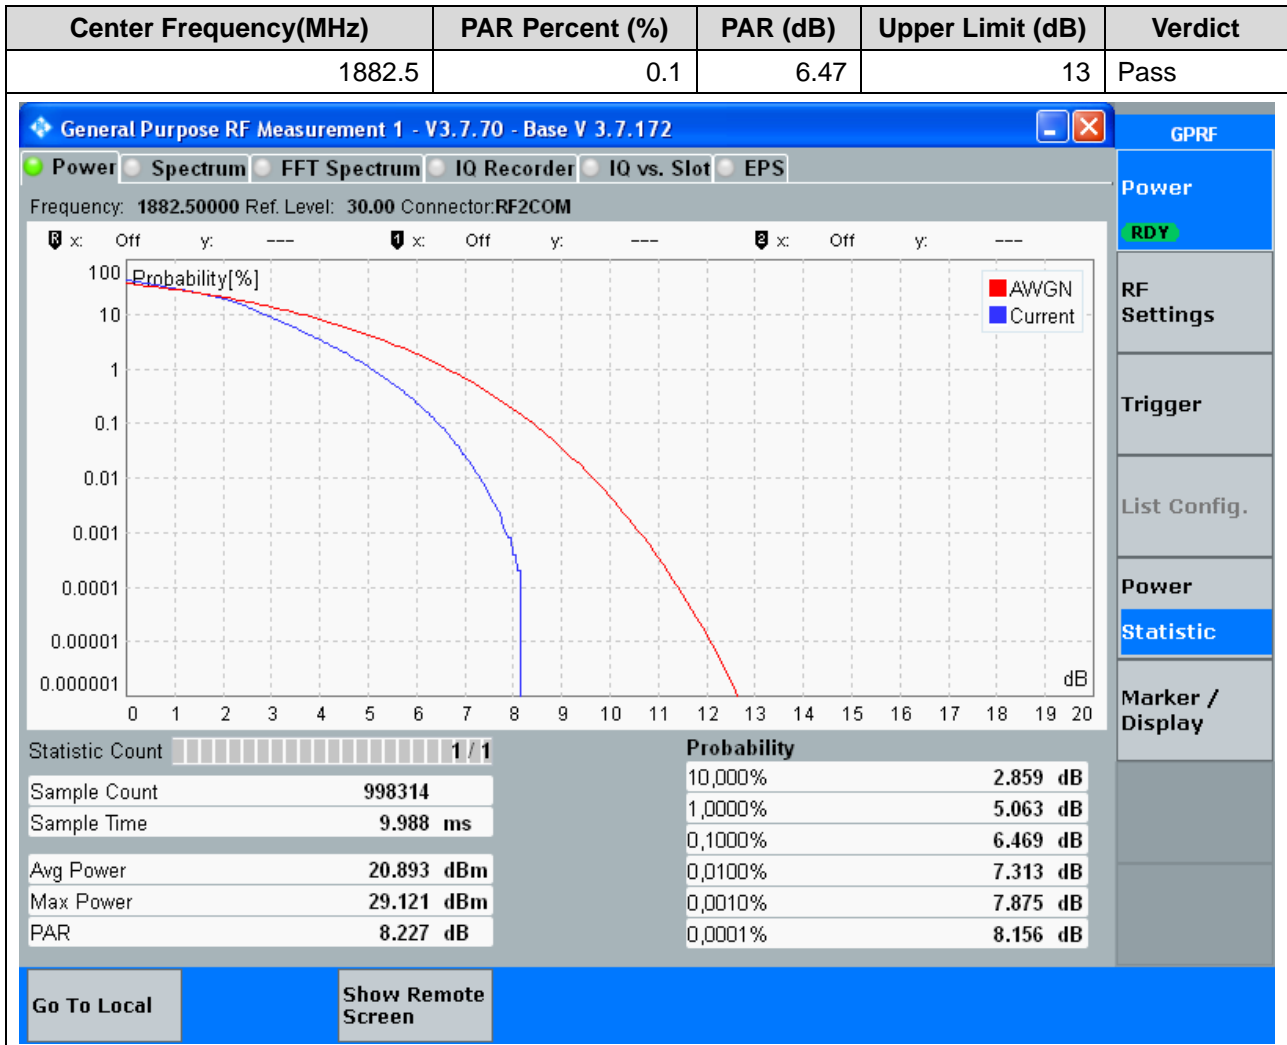 Center Frequency(MHz) PAR Percent (%) PAR (dB) Upper Limit (dB) Verdict
1882.5 0.1 6.47 13 Pass
General Purpose RF Measurement 1 - V3.7.70 - Base V 3.7.172
GPRF
Power Spectrum FFT Spectrum IQ Recorder IQ vs. Slot EPS
Frequency: 1882.50000 Ref. Level: 30.00 Connector:RF2COM
R x: Off y: --- 1 x: Off y: --- 2 x: Off y: ---
Probability[%]
AWGN
Current
100
10
1
0.1
0.01
0.001
0.0001
0.00001
0.000001
dB
0 1 2 3 4 5 6 7 8 9 10 11 12 13 14 15 16 17 18 19 20
Statistic Count 1 / 1
Sample Count 998314
Sample Time 9.988 ms
Avg Power 20.893 dBm
Max Power 29.121 dBm
PAR 8.227 dB
Probability
10,000% 2.859 dB
1,0000% 5.063 dB
0,1000% 6.469 dB
0,0100% 7.313 dB
0,0010% 7.875 dB
0,0001% 8.156 dB
Power
RDY
RF
Settings
Trigger
List Config.
Power
Statistic
Marker /
Display
Go To Local
Show Remote
Screen